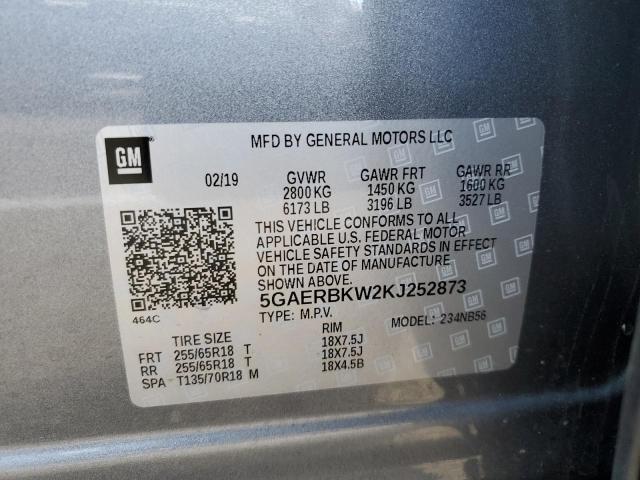 GM
MFD BY GENERAL MOTORS LLC
02/19 GVWR GAWR FRT GAWR RR
2800 KG 1450 KG 1600 KG
6173 LB 3196 LB 3527 LB
THIS VEHICLE CONFORMS TO ALL
APPLICABLE U.S. FEDERAL MOTOR
VEHICLE SAFETY STANDARDS IN EFFECT
ON THE DATE OF MANUFACTURE
SHOWN ABOVE.
5GAERBKW2KJ252873
464C
TYPE: M.P.V. MODEL: 234NB56
TIRE SIZE RIM
FRT 255/65R18 T 18X7.5J
RR 255/65R18 T 18X7.5J
SPA T135/70R18 M 18X4.5B